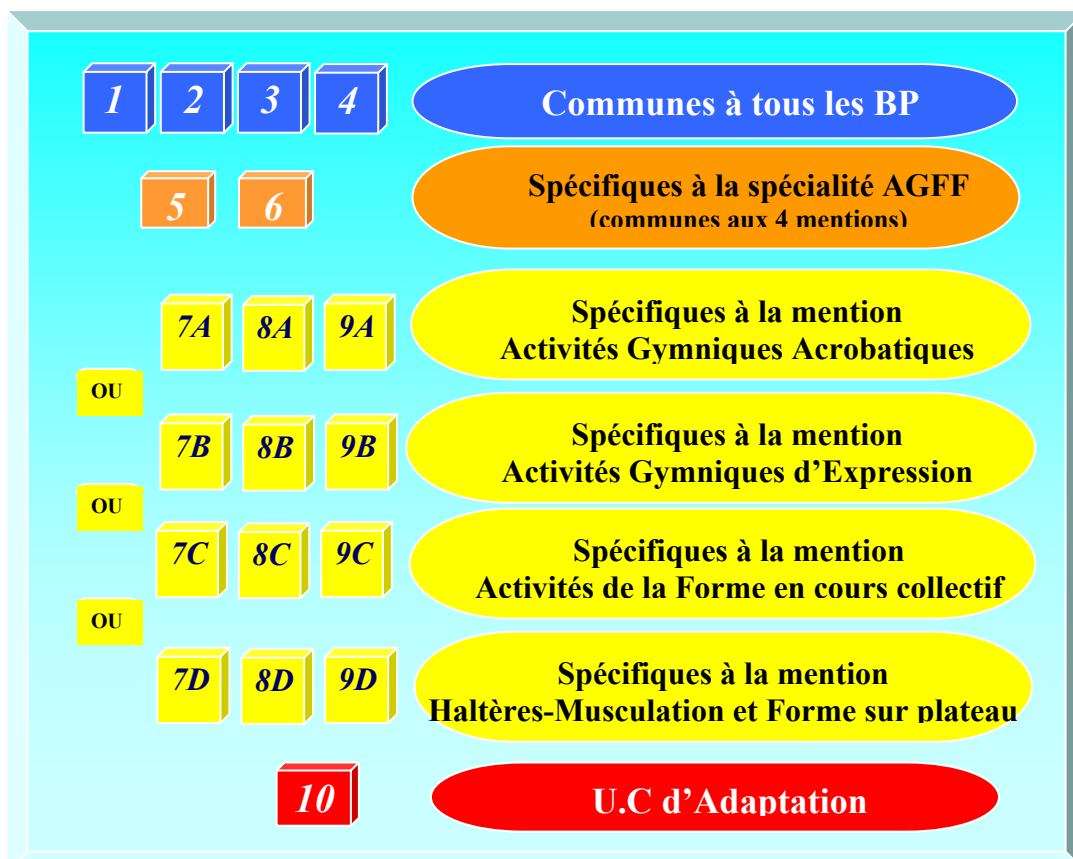 1 2 3 4 Communes à tous les BP
5 6 Spécifiques à la spécialité AGFF
(communes aux 4 mentions)
7A 8A 9A Spécifiques à la mention
Activités Gymniques Acrobatiques
OU
7B 8B 9B Spécifiques à la mention
Activités Gymniques d’Expression
OU
7C 8C 9C Spécifiques à la mention
Activités de la Forme en cours collectif
OU
7D 8D 9D Spécifiques à la mention
Haltères-Musculation et Forme sur plateau
10 U.C d’Adaptation